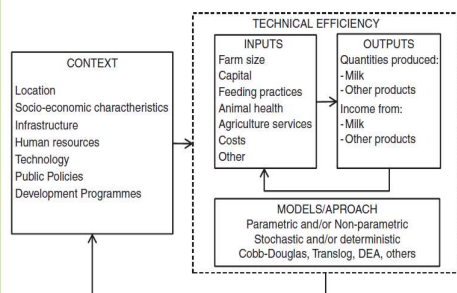 TECHNICAL EFFICIENCY
CONTEXT
Location
Socio-economic charactheristics
Infrastructure
Human resources
Technology
Public Policies
Development Programmes
INPUTS
Farm size
Capital
Feeding practices
Animal health
Agriculture services
Costs
Other
OUTPUTS
Quantities produced:
- Milk
- Other products
Income from:
- Milk
- Other products
MODELS/APROACH
Parametric and/or Non-parametric
Stochastic and/or deterministic
Cobb-Douglas, Translog, DEA, others